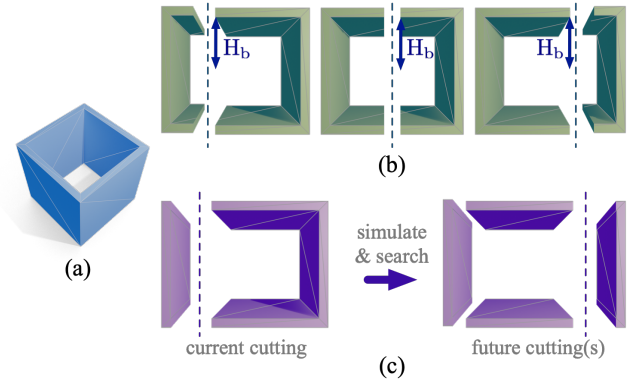 H_b
H_b
H_b
(b)
(a)
simulate
& search
current cutting
future cutting(s)
(c)